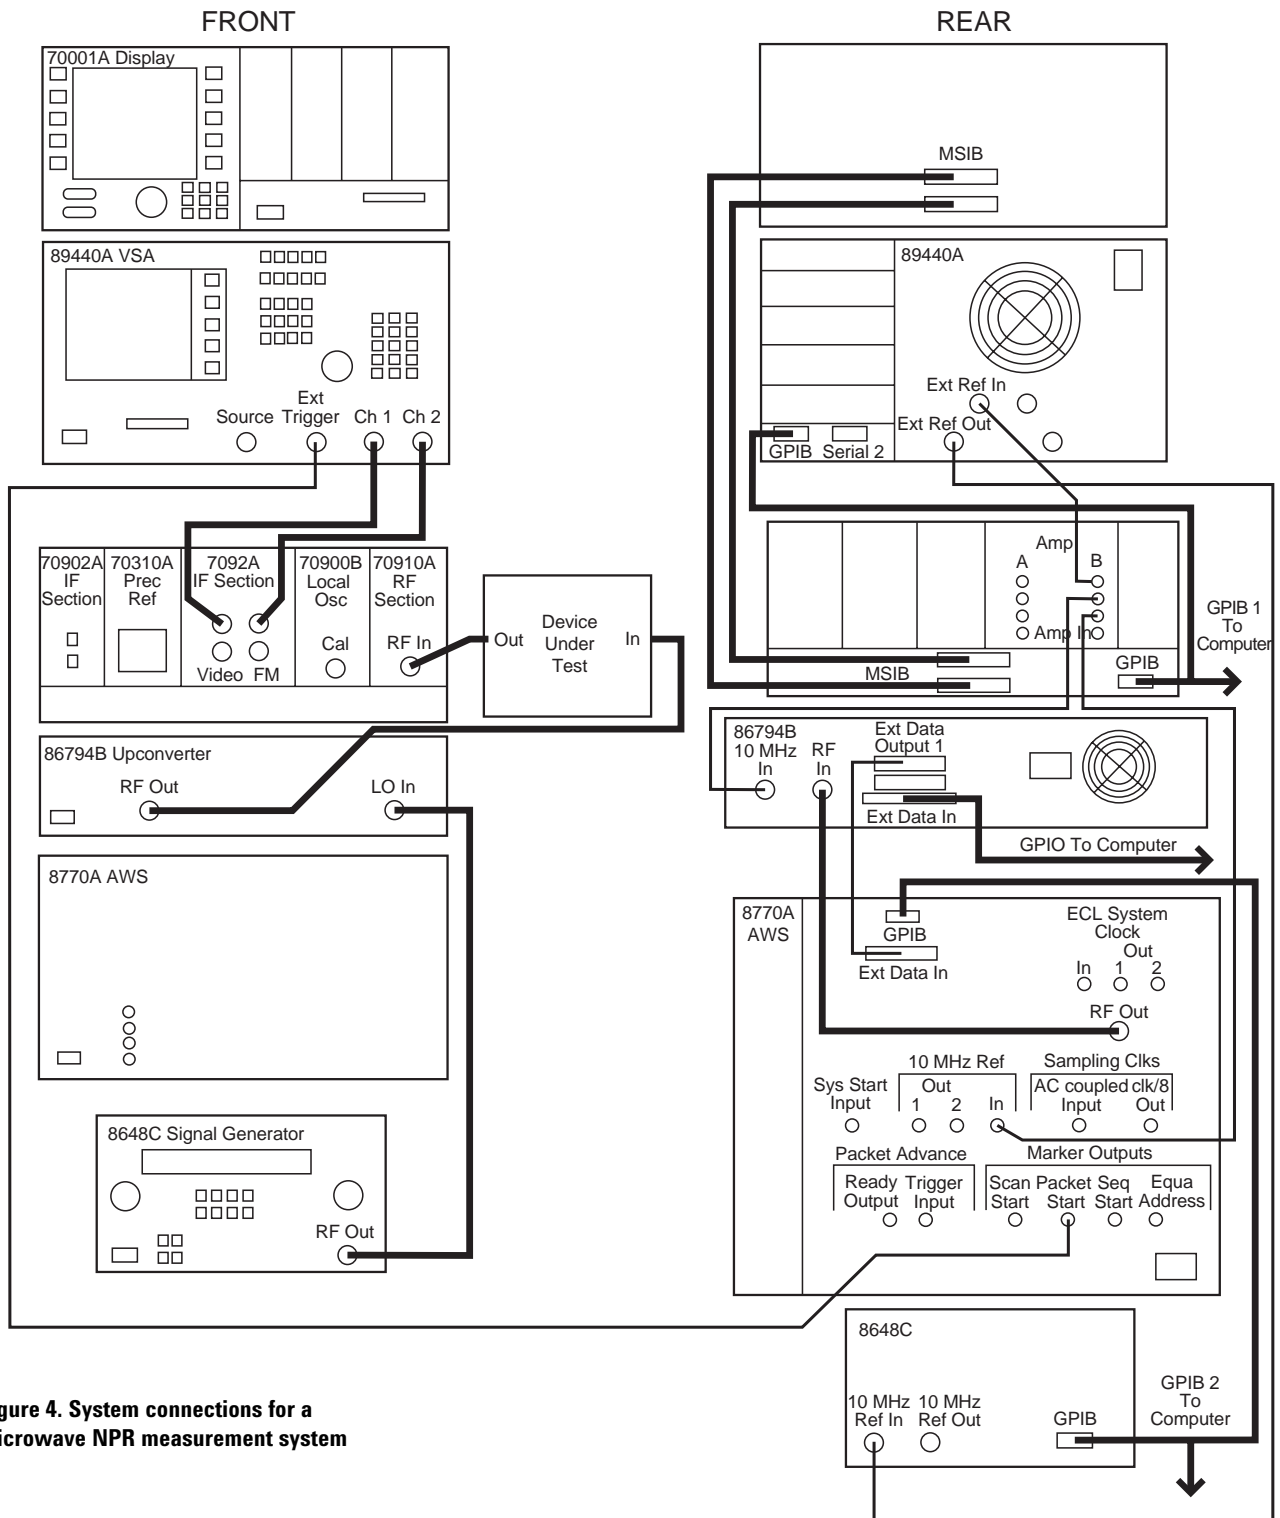 FRONT
70001A Display
89440A VSA
Source
Ext
Trigger
Ch 1
Ch 2
70902A
IF
Section
70310A
Prec
Ref
7092A
IF Section
Video
FM
70900B
Local
Osc
Cal
70910A
RF
Section
RF In
Out
Device
Under
Test
In
86794B Upconverter
RF Out
LO In
8770A AWS
8648C Signal Generator
RF Out
REAR
MSIB
89440A
Ext Ref In
Ext Ref Out
GPIB
Serial 2
Amp
A
B
Amp In
MSIB
GPIB
GPIB 1
To
Computer
86794B
10 MHz
In
RF
In
Ext Data
Output 1
Ext Data In
GPIO To Computer
8770A
AWS
GPIB
Ext Data In
ECL System
Clock
Out
In
1
2
RF Out
10 MHz Ref
Sampling Clks
Sys Start
Input
Out
1
2
In
AC coupled
Input
clk/8
Out
Packet Advance
Marker Outputs
Ready
Output
Trigger
Input
Scan
Start
Packet
Start
Seq
Start
Equa
Address
8648C
10 MHz
Ref In
10 MHz
Ref Out
GPIB
GPIB 2
To
Computer
gure 4. System connections for a
icrowave NPR measurement system